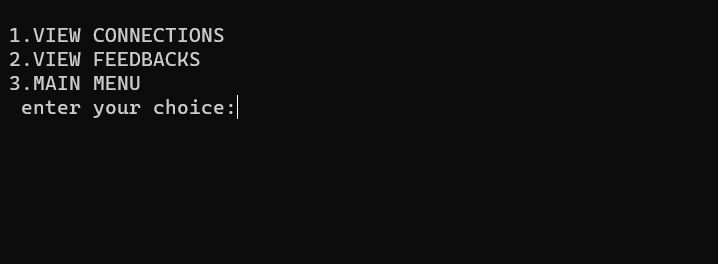 1.VIEW CONNECTIONS
2.VIEW FEEDBACKS
3.MAIN MENU
enter your choice: